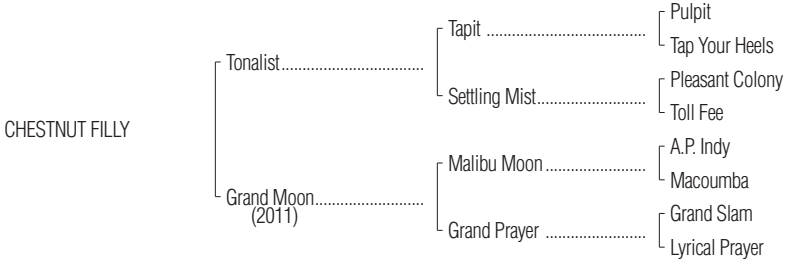 Pulpit
Tapit ......................................
Tap Your Heels
Tonalist..................................
Pleasant Colony
Settling Mist..........................
Toll Fee
CHESTNUT FILLY
A.P. Indy
Malibu Moon ........................
Macoumba
Grand Moon..........................
(2011)
Grand Slam
Grand Prayer ........................
Lyrical Prayer